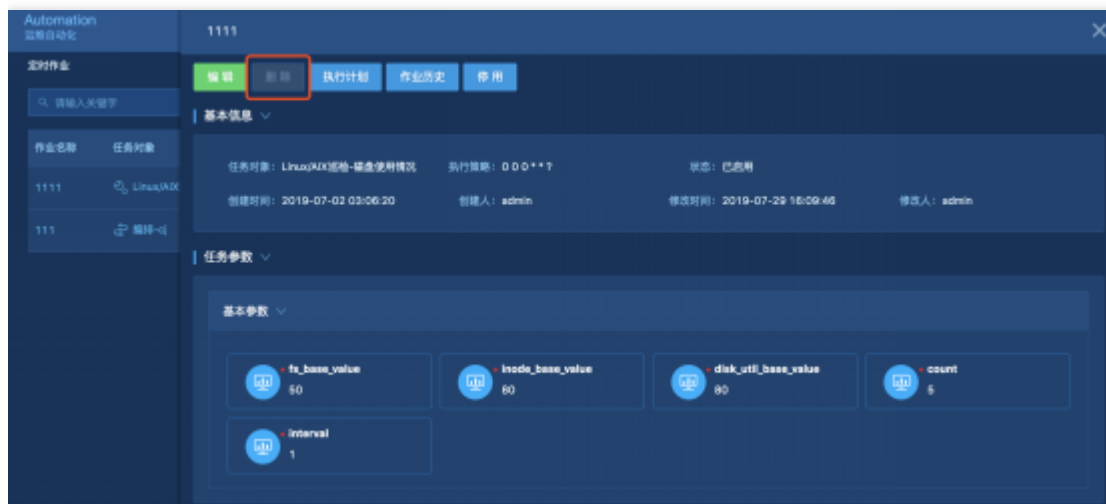 Automation
运维自动化
1111
定时作业
编辑 删除 执行计划 作业历史 停用
请输入关键字
基本信息
作业名称 任务对象
任务对象：Linux/AIX巡检-磁盘使用情况 执行策略：0 0 0 * * ? 状态：已启用
1111 Linux/AIX
创建时间：2019-07-02 03:06:20 创建人：admin 修改时间：2019-07-29 16:09:46 修改人：admin
111 编排-cj
任务参数
基本参数
* fs_base_value * inode_base_value * disk_util_base_value * count
50 80 80 5
* interval
1